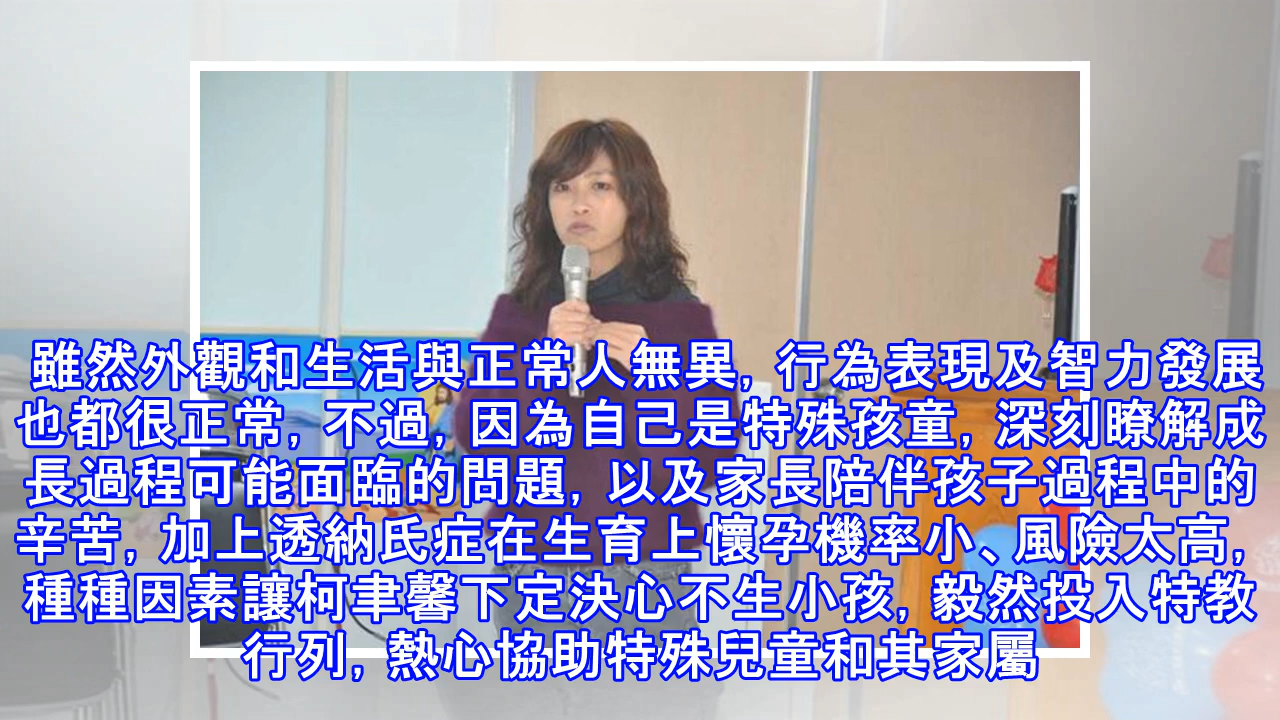 雖然外觀和生活與正常人無異, 行為表現及智力發展
也都很正常, 不過, 因為自己是特殊孩童, 深刻瞭解成
長過程可能面臨的問題, 以及家長陪伴孩子過程中的
辛苦, 加上透納氏症在生育上懷孕機率小、風險太高,
種種因素讓柯聿馨下定決心不生小孩, 毅然投入特教
行列, 熱心協助特殊兒童和其家屬